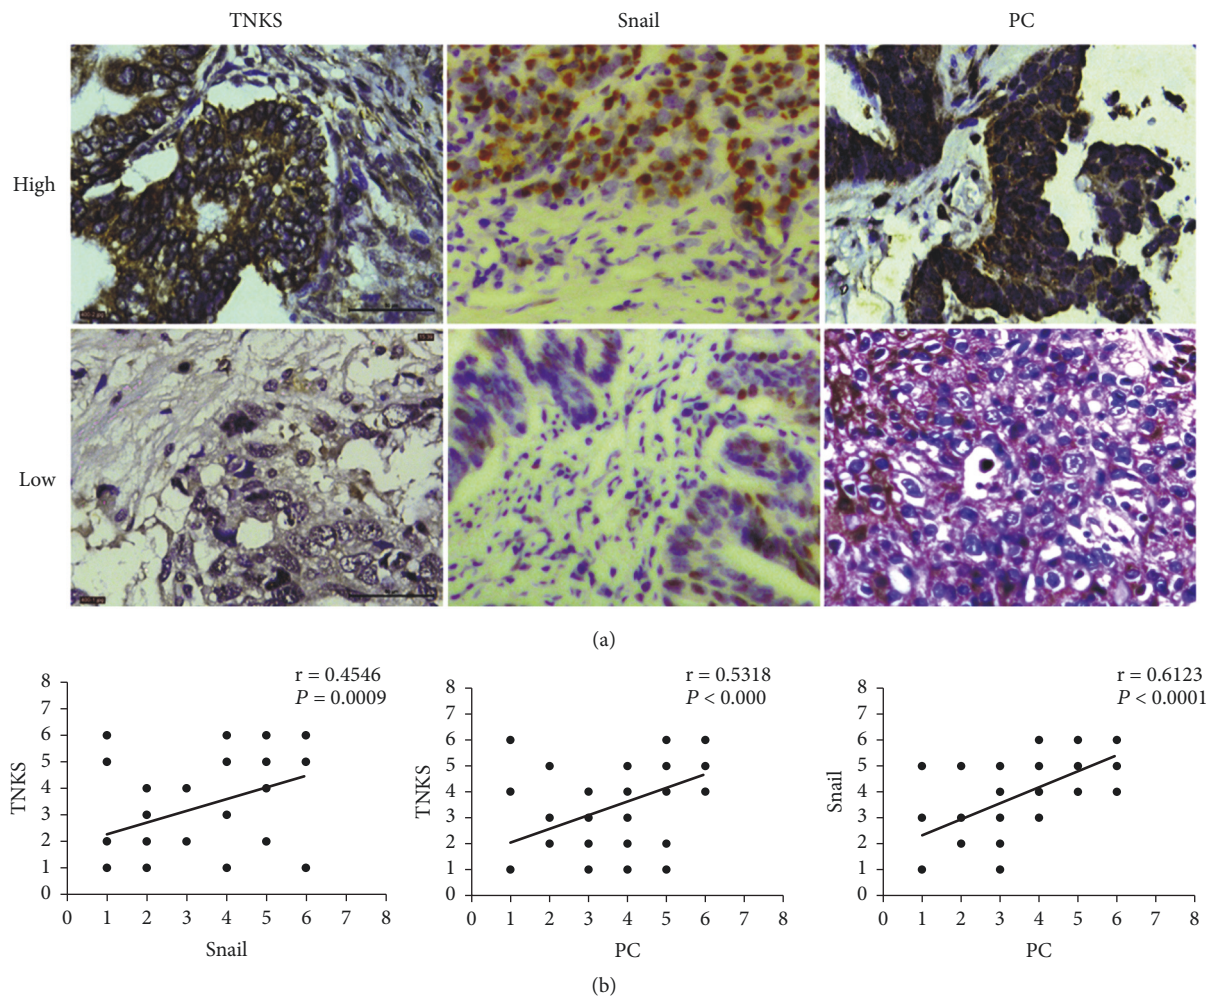 TNKS Snail PC
High
Low
(a)
r = 0.4546
P = 0.0009
TNKS
8
7
6
5
4
3
2
1
0
0 1 2 3 4 5 6 7 8
Snail
r = 0.5318
P < 0.000
TNKS
8
7
6
5
4
3
2
1
0
0 1 2 3 4 5 6 7 8
PC
r = 0.6123
P < 0.0001
Snail
8
7
6
5
4
3
2
1
0
0 1 2 3 4 5 6 7 8
PC
(b)